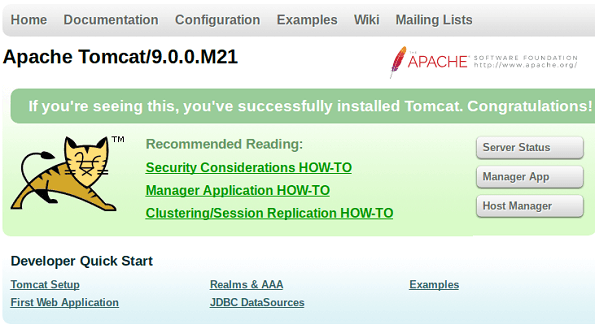 Home Documentation Configuration Examples Wiki Mailing Lists
Apache Tomcat/9.0.0.M21
THE
APACHE SOFTWARE FOUNDATION
http://www.apache.org/
If you're seeing this, you've successfully installed Tomcat. Congratulations!
TM
Recommended Reading:
Security Considerations HOW-TO
Manager Application HOW-TO
Clustering/Session Replication HOW-TO
Server Status
Manager App
Host Manager
Developer Quick Start
Tomcat Setup Realms & AAA Examples
First Web Application JDBC DataSources